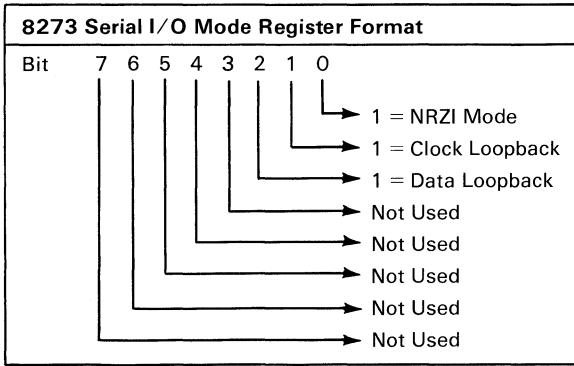 8273 Serial I/O Mode Register Format
Bit 7 6 5 4 3 2 1 0
1 = NRZI Mode
1 = Clock Loopback
1 = Data Loopback
Not Used
Not Used
Not Used
Not Used
Not Used